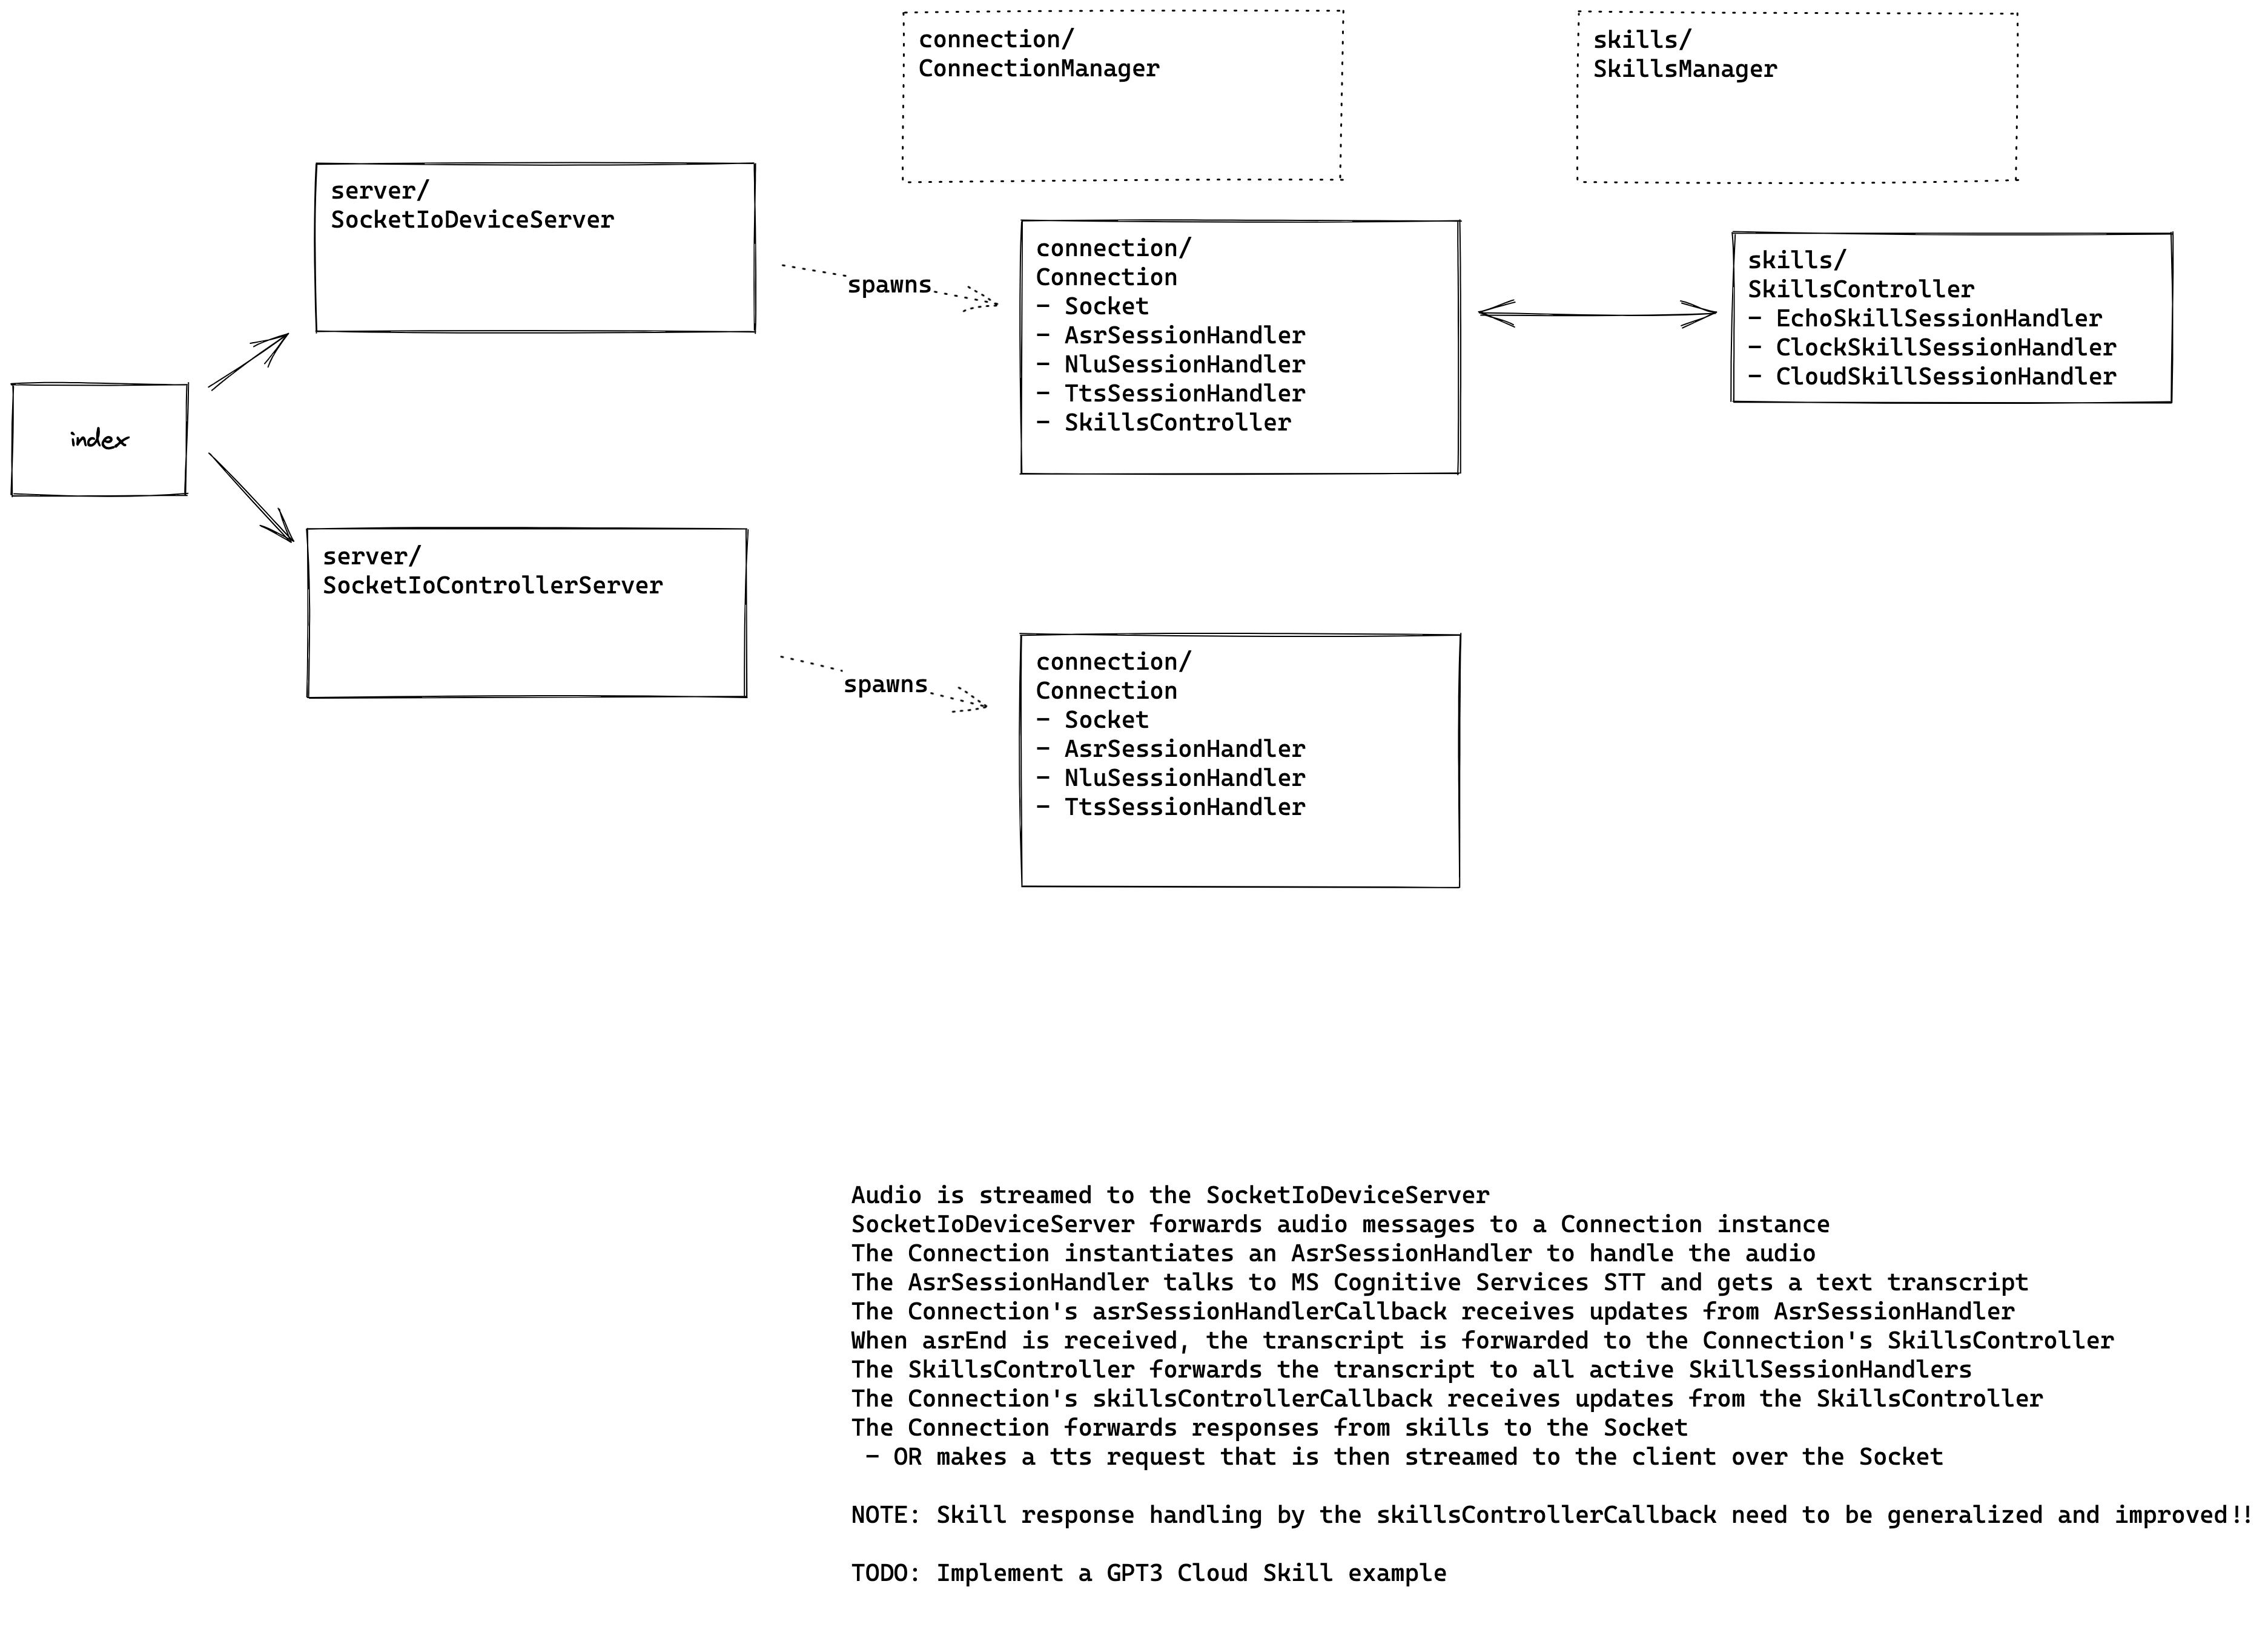 connection/
ConnectionManager
skills/
SkillsManager
server/
SocketIoDeviceServer
spawns
connection/
Connection
- Socket
- AsrSessionHandler
- NluSessionHandler
- TtsSessionHandler
- SkillsController
skills/
SkillsController
- EchoSkillSessionHandler
- ClockSkillSessionHandler
- CloudSkillSessionHandler
index
server/
SocketIoControllerServer
spawns
connection/
Connection
- Socket
- AsrSessionHandler
- NluSessionHandler
- TtsSessionHandler
Audio is streamed to the SocketIoDeviceServer
SocketIoDeviceServer forwards audio messages to a Connection instance
The Connection instantiates an AsrSessionHandler to handle the audio
The AsrSessionHandler talks to MS Cognitive Services STT and gets a text transcript
The Connection's asrSessionHandlerCallback receives updates from AsrSessionHandler
When asrEnd is received, the transcript is forwarded to the Connection's SkillsController
The SkillsController forwards the transcript to all active SkillSessionHandlers
The Connection's skillsControllerCallback receives updates from the SkillsController
The Connection forwards responses from skills to the Socket
- OR makes a tts request that is then streamed to the client over the Socket
NOTE: Skill response handling by the skillsControllerCallback need to be generalized and improved!!
TODO: Implement a GPT3 Cloud Skill example